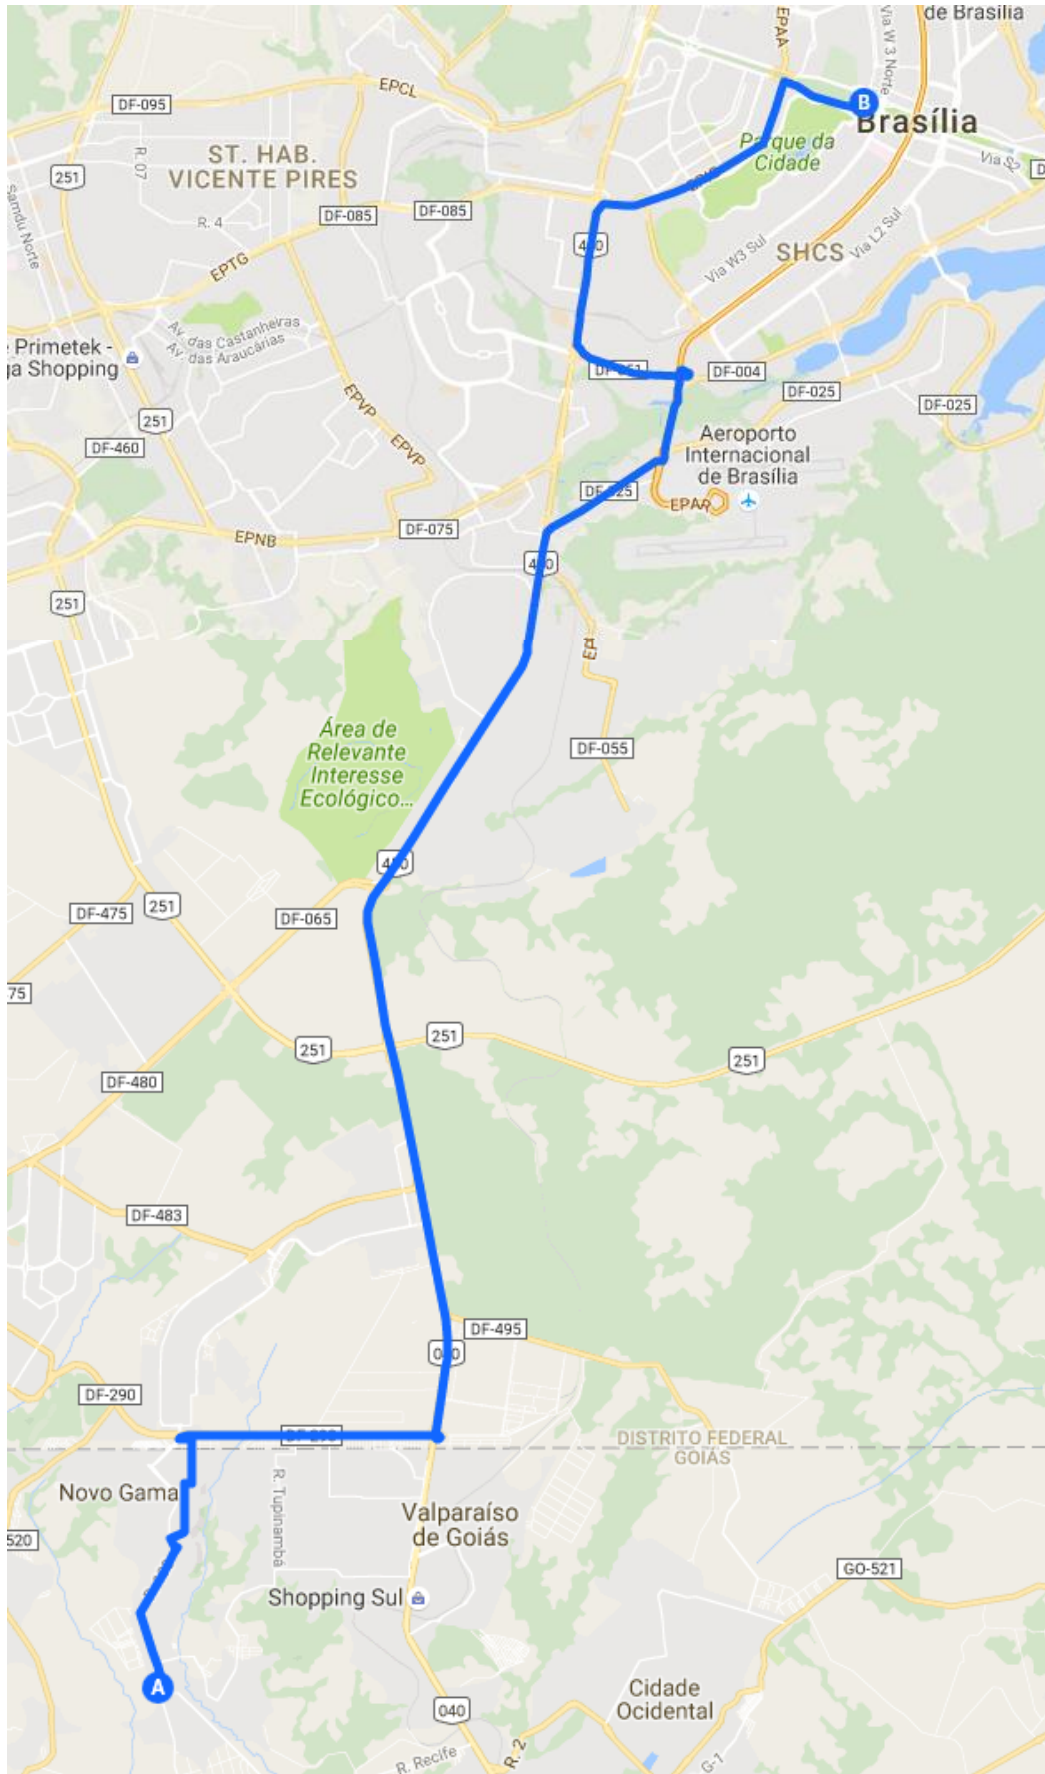 de Brasília
EPAA
Via W 3 Norte
EPCL
DF-095
B
Brasília
R. 07
ST. HAB.
VICENTE PIRES
Parque da
Cidade
Via S2
251
Samdu Norte
DF-085
DF-085
R. 4
Via W3 Sul
SHCS
Via L2 Sul
EPTG
Av. das Castanheiras
Av. das Araucárias
e Primetek -
ga Shopping
DF-004
DF-025
DF-025
EPVP
251
DF-460
EPVP
Aeroporto
Internacional
de Brasília
EPAR
DF-075
EPNB
251
EPI
Área de
Relevante
Interesse
Ecológico...
DF-055
DF-475
251
DF-065
75
251
251
251
DF-480
DF-483
DF-495
040
DF-290
DF-290
DISTRITO FEDERAL
GOIÁS
Novo Gama
R. Tupinambá
Valparaíso
de Goiás
520
GO-521
Shopping Sul
A
Cidade
Ocidental
040
R. 2
R. Recife
G-1